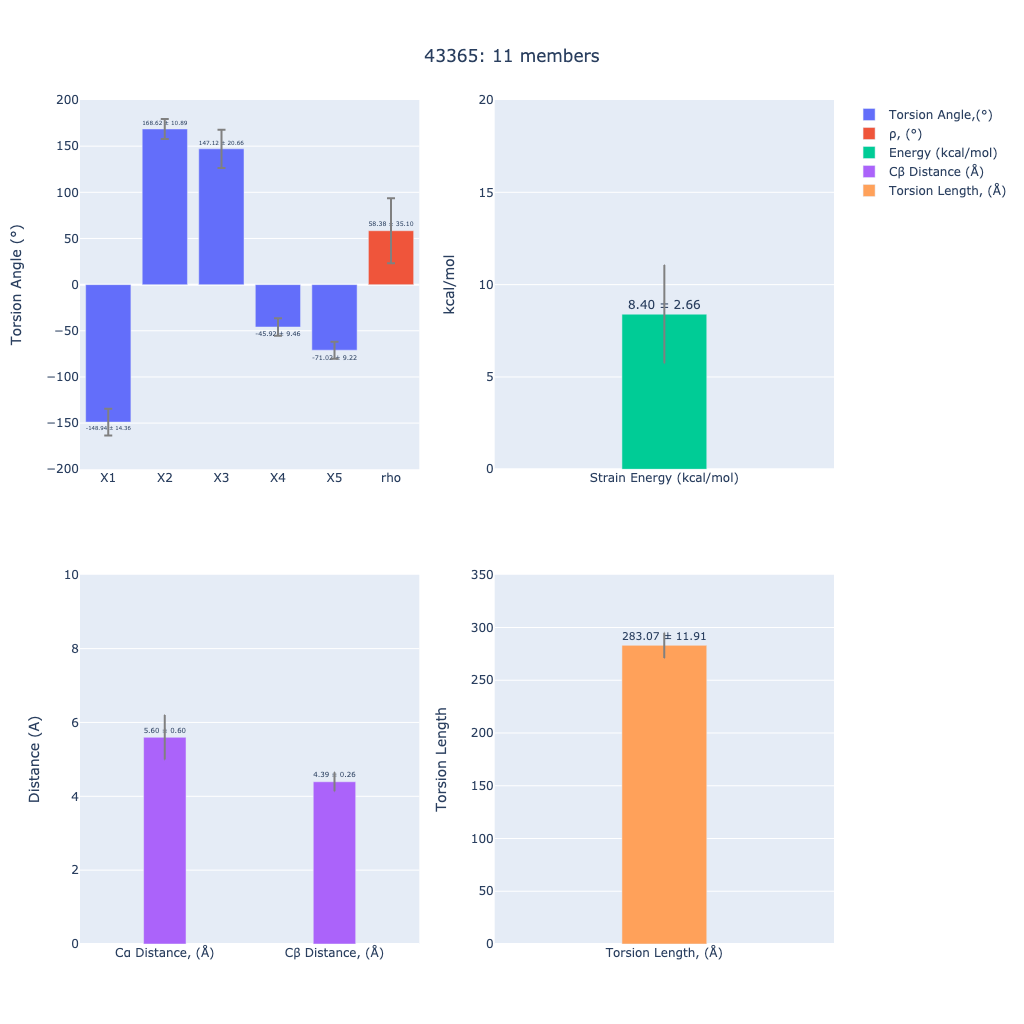 43365: 11 members
Torsion Angle (°)
200
150
100
50
0
−50
−100
−150
−200
168.62 ± 10.89
147.12 ± 20.66
58.38 ± 35.10
-45.92 ± 9.46
-148.94 ± 14.36
X1 X2 X3 X4 X5 rho
kcal/mol
20
15
10
5
0
8.40 ± 2.66
Strain Energy (kcal/mol)
Torsion Angle,(°)
ρ, (°)
Energy (kcal/mol)
Cβ Distance (Å)
Torsion Length, (Å)
Distance (A)
10
8
6
4
2
0
5.60 ± 0.60
4.39 ± 0.26
Cα Distance, (Å) Cβ Distance, (Å)
Torsion Length
350
300
250
200
150
100
50
0
283.07 ± 11.91
Torsion Length, (Å)